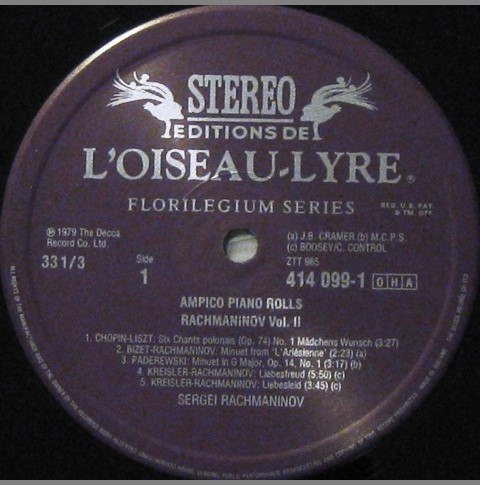 STEREO
EDITIONS DE
L'OISEAU-LYRE®
FLORILEGIUM SERIES
REG. U.S. PAT.
& TM. OFF.
℗ 1979 The Decca
Record Co. Ltd.
(a) J.B. CRAMER (b) M.C.P.S.
(c) BOOSEY/C. CONTROL
33 1/3
Side
1
ZTT 965
414 099-1 OHA
AMPICO PIANO ROLLS
RACHMANINOV Vol. II
1. CHOPIN-LISZT: Six Chants polonais (Op. 74) No. 1 Mädchens Wunsch (3:27)
2. BIZET-RACHMANINOV: Minuet from 'L'Arlésienne' (2:23) (a)
3. PADEREWSKI: Minuet in G Major, Op. 14, No. 1 (3:17) (b)
4. KREISLER-RACHMANINOV: Liebesfreud (5:50) (c)
5. KREISLER-RACHMANINOV: Liebesleid (3:45) (c)
SERGEI RACHMANINOV